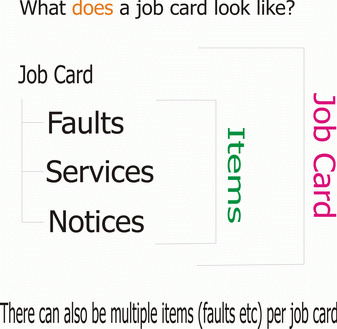 What does a job card look like?
Job Card
Faults
Services
Notices
Items
Job Card
There can also be multiple items (faults etc) per job card